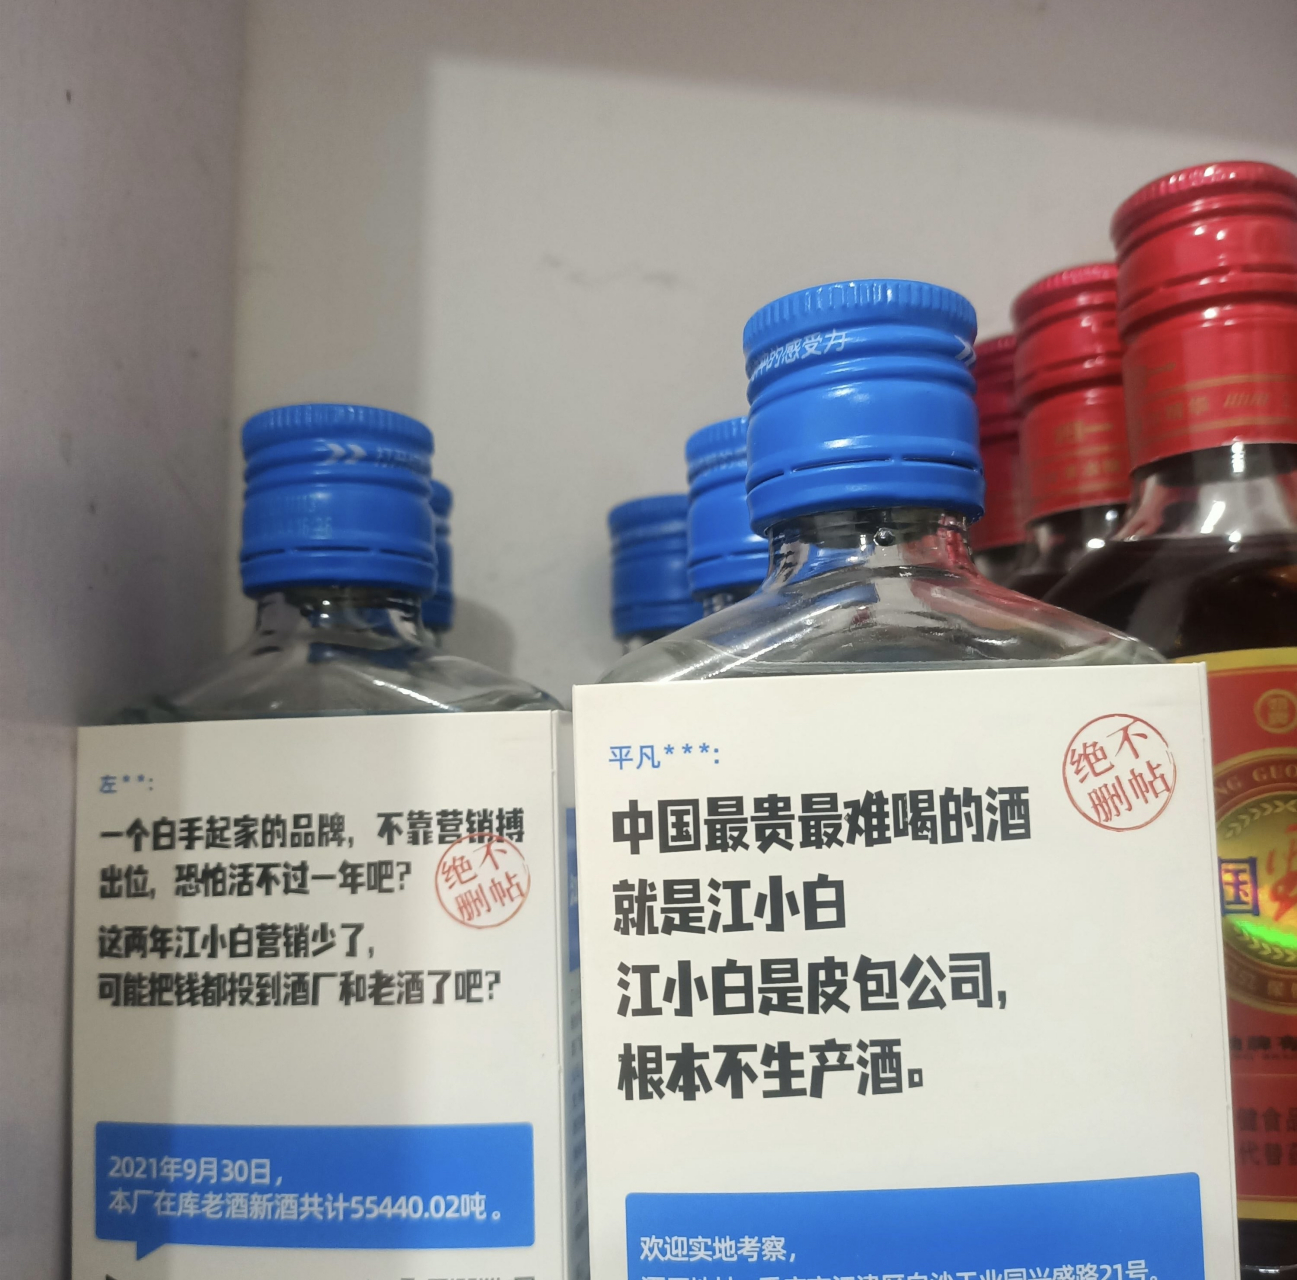 左**:
一个白手起家的品牌，不靠营销搏
出位，恐怕活不过一年吧?
这两年江小白营销少了，
可能把钱都投到酒厂和老酒了吧?
绝不
删帖
2021年9月30日，
本厂在库老酒新酒共计55440.02吨。
的感受力
平凡***:
绝不
删帖
中国最贵最难喝的酒
就是江小白
江小白是皮包公司，
根本不生产酒。
欢迎实地考察，
国